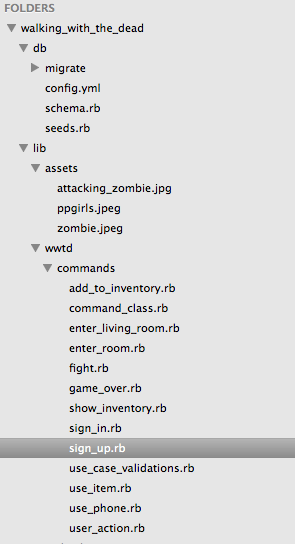 FOLDERS
walking_with_the_dead
db
migrate
config.yml
schema.rb
seeds.rb
lib
assets
attacking_zombie.jpg
ppgirls.jpeg
zombie.jpeg
wwtd
commands
add_to_inventory.rb
command_class.rb
enter_living_room.rb
enter_room.rb
fight.rb
game_over.rb
show_inventory.rb
sign_in.rb
sign_up.rb
use_case_validations.rb
use_item.rb
use_phone.rb
user_action.rb